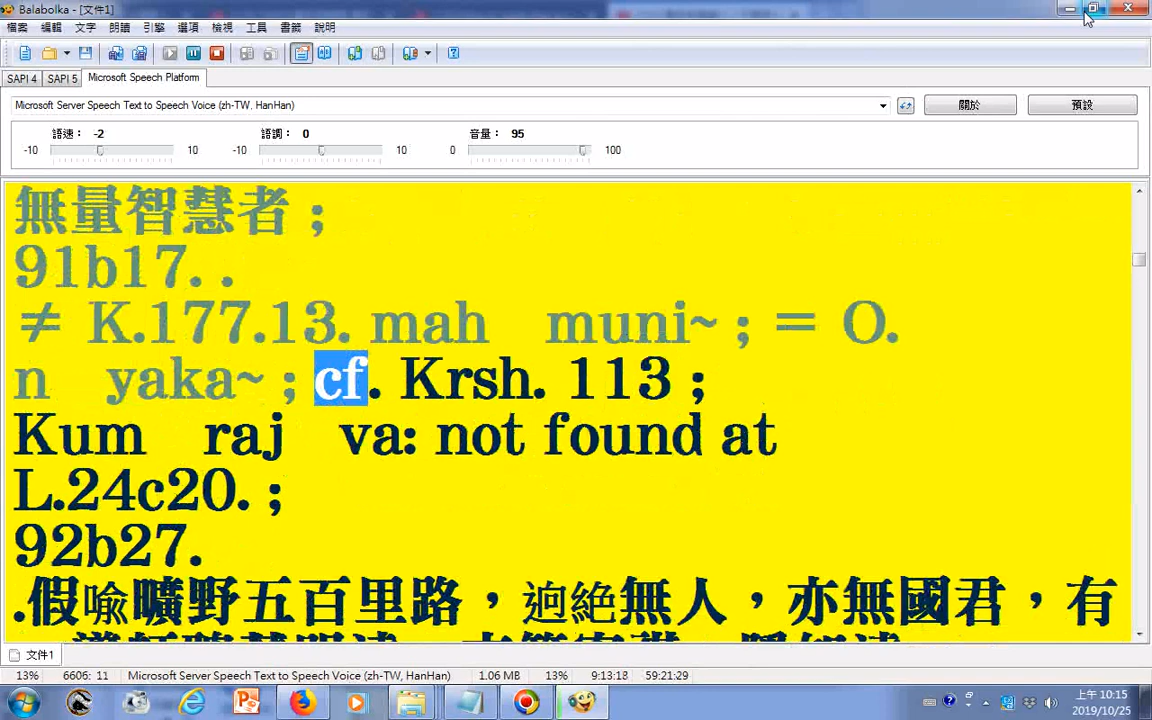 Balabolka - [文件1]
檔案 編輯 文字 朗讀 引擎 選項 檢視 工具 書籤 說明
SAPI 4 SAPI 5 Microsoft Speech Platform
Microsoft Server Speech Text to Speech Voice (zh-TW, HanHan) 關於 預設
語速： -2 語調： 0 音量： 95
-10 10 -10 10 0 100
無量智慧者；
91b17. .
≠ K.177.13. mah muni~ ; = O.
n yaka~ ; cf. Krsh. 113 ;
Kum raj va: not found at
L.24c20. ;
92b27.
.假喩曠野五百里路，逈絶無人，亦無國君，有
文件1
13% 6606: 11 Microsoft Server Speech Text to Speech Voice (zh-TW, HanHan) 1.06 MB 13% 9:13:18 59:21:29
上午 10:15
2019/10/25